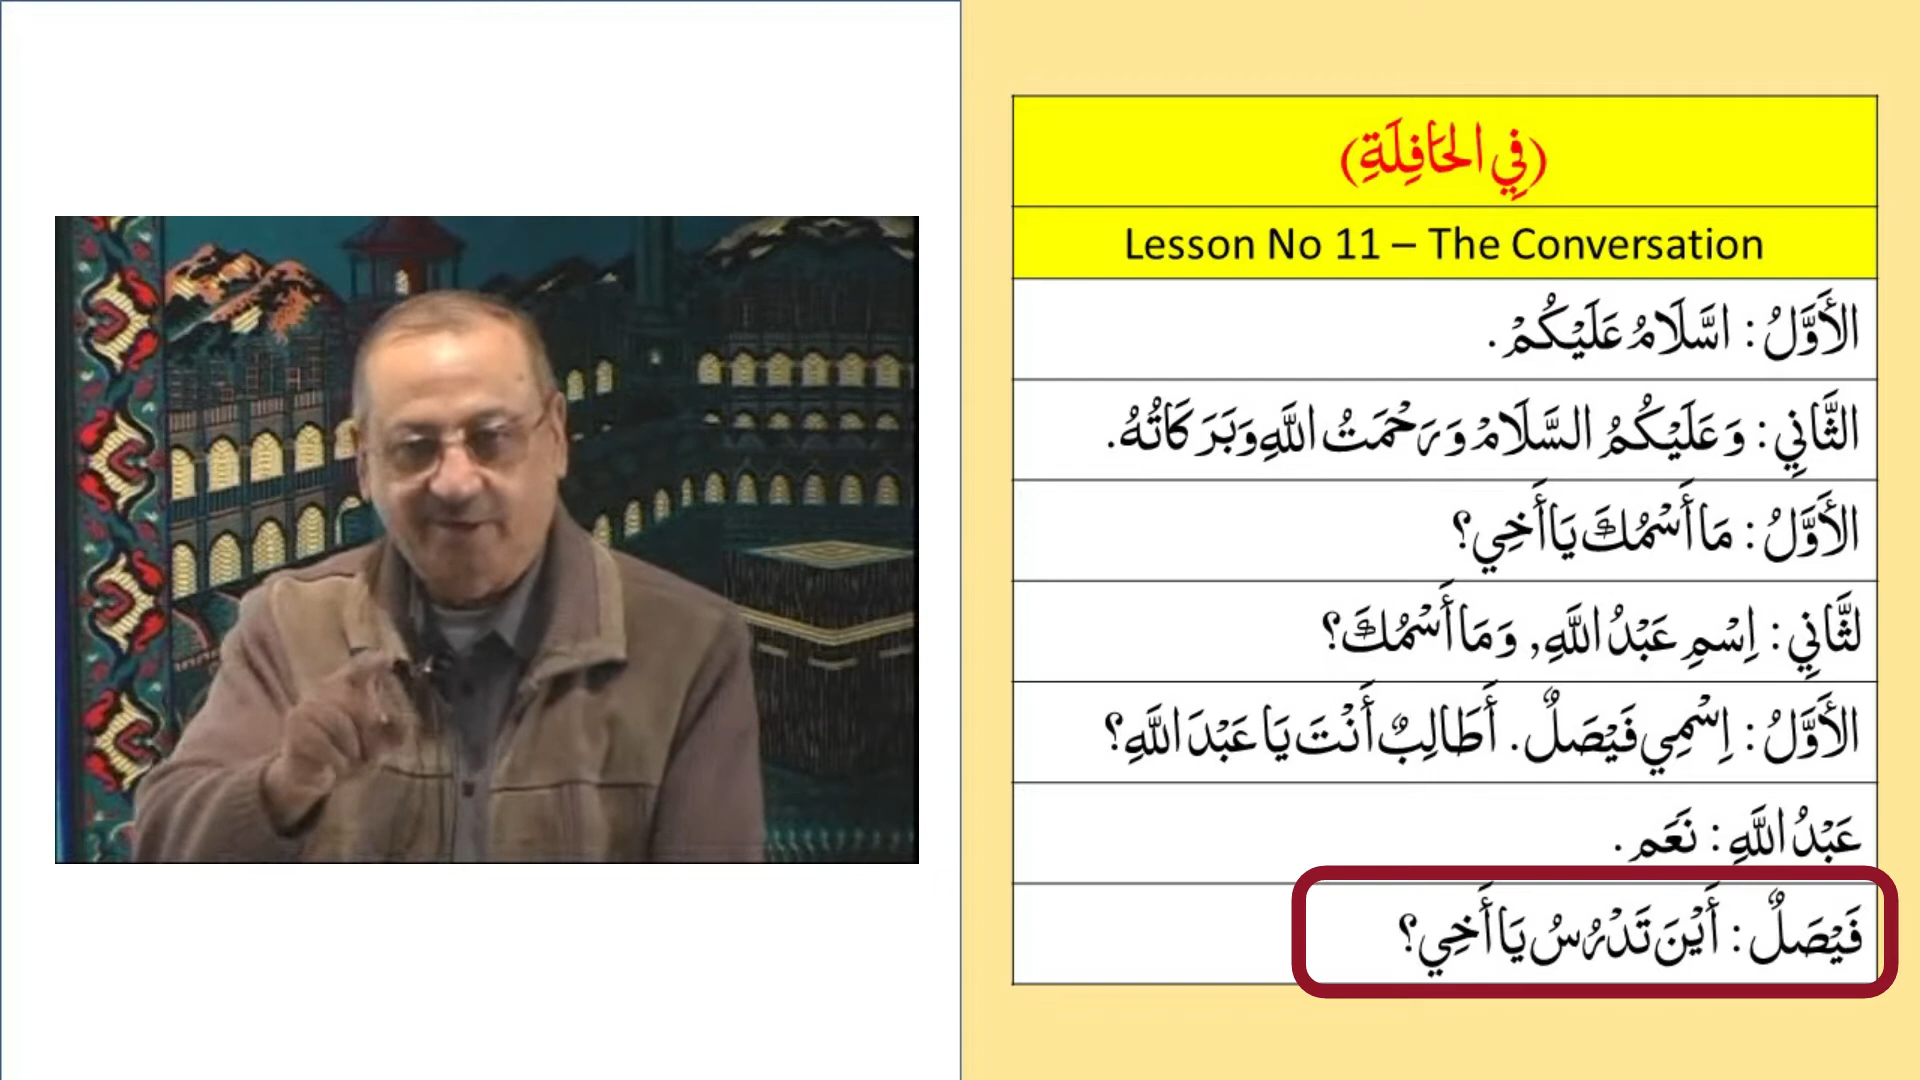 (فِي الحَافِلَةِ)
Lesson No 11 – The Conversation
الأَوَّلُ : اسَّلَامُ عَلَيْكُمْ .
الثَّانِي : وَعَلَيْكُمُ السَّلَامْ وَرَحْمَتُ اللَّهِ وَبَرَكَاتُهُ.
الأَوَّلُ : مَا أَسْمُكَ يَا أَخِي؟
لثَّانِي : اِسْمِ عَبْدُ اللَّهِ, وَمَا أَسْمُكَ؟
الأَوَّلُ : اِسْمِي فَيْصَلٌ. أَطَالِبٌ أَنْتَ يَا عَبْدَ اللَّهِ؟
عَبْدُ اللَّهِ : نَعَم .
فَيْصَلٌ : أَيْنَ تَدْرُسُ يَا أَخِي؟